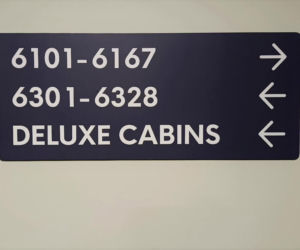 6101-6167 →
6301-6328 ←
DELUXE CABINS ←